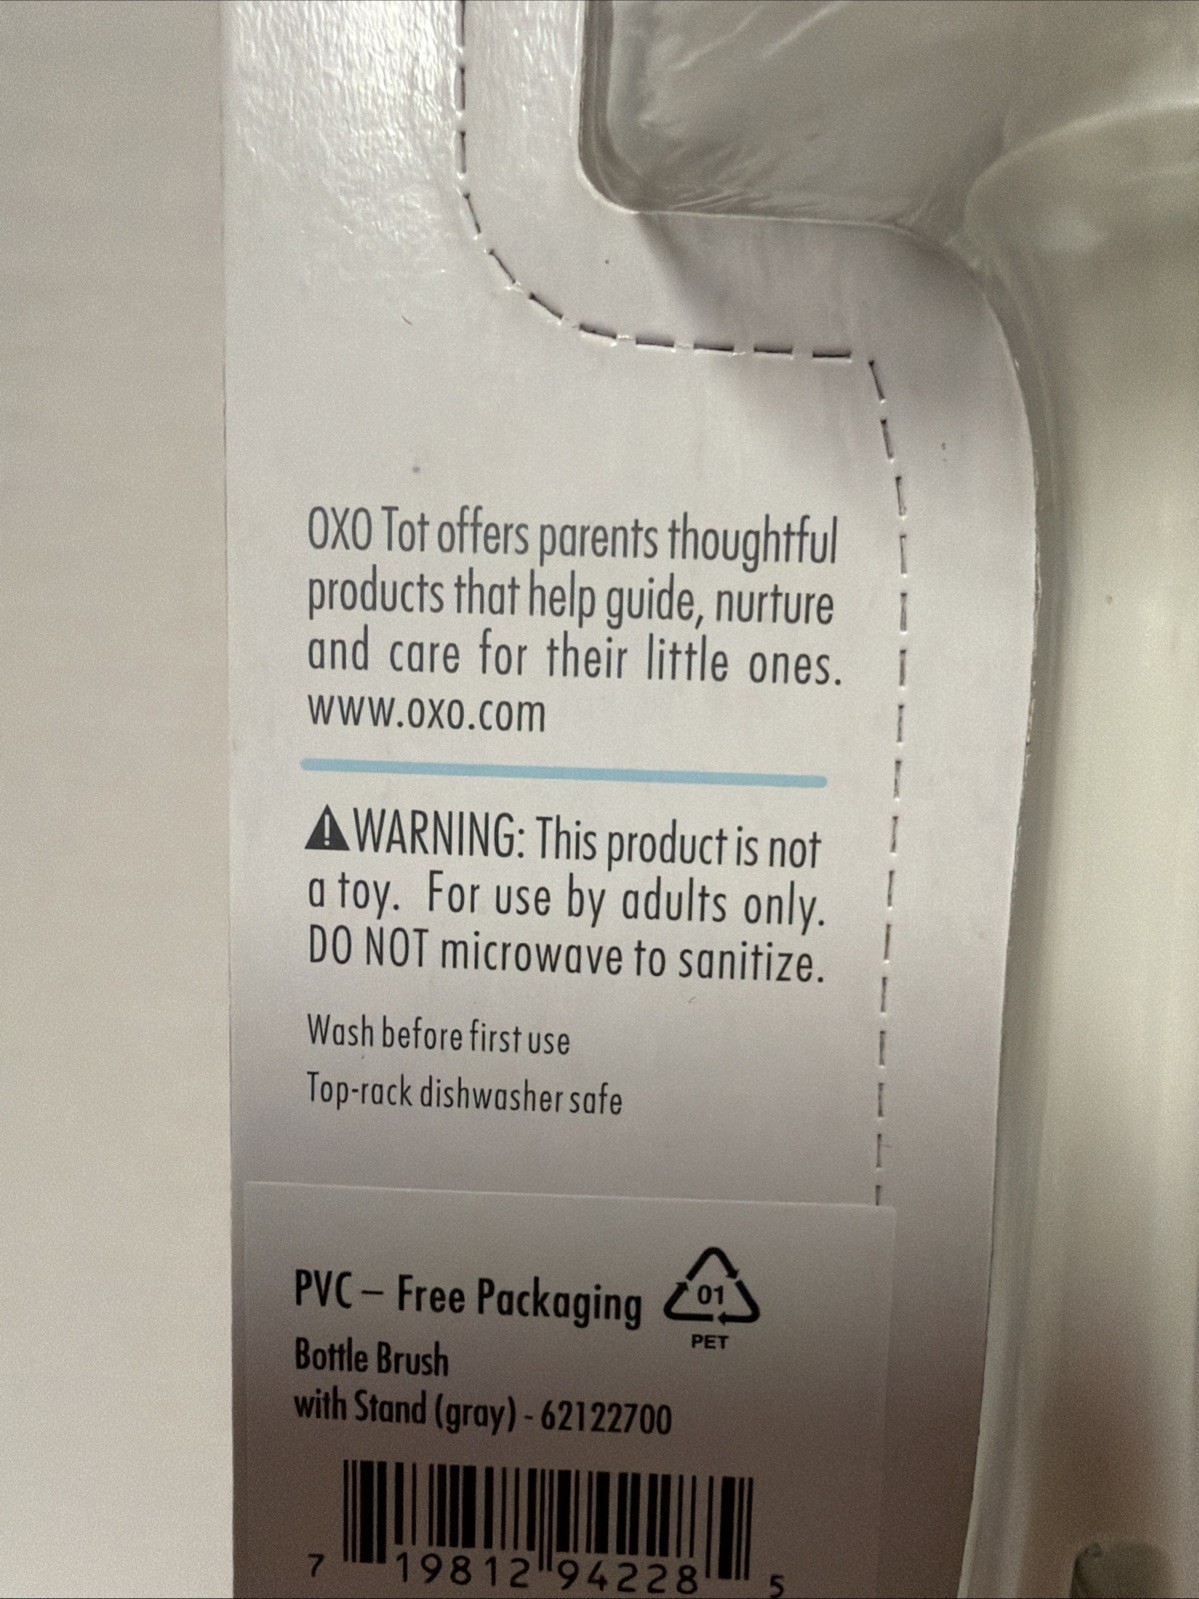 OXO Tot offers parents thoughtful
products that help guide, nurture
and care for their little ones.
www.oxo.com
⚠WARNING: This product is not
a toy. For use by adults only.
DO NOT microwave to sanitize.
Wash before first use
Top-rack dishwasher safe
PVC – Free Packaging
01
PET
Bottle Brush
with Stand (gray) - 62122700
7 19812 94228 5